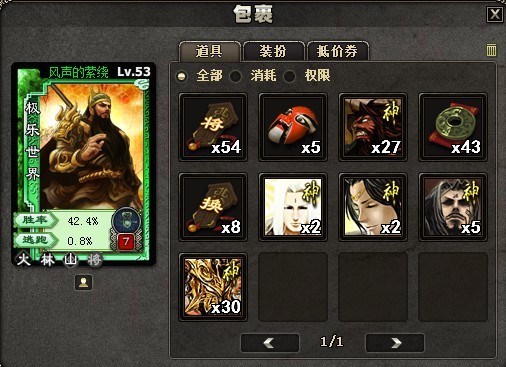 包裹
风声的萦绕 Lv.53
极乐世界
胜率 42.4%
逃跑 0.8%
7
火 林 山 将
道具 装扮 抵价券
全部 消耗 权限
将 x54
x5
神 x27
x43
换 x8
神 x2
神 x2
神 x5
神 x30
1/1